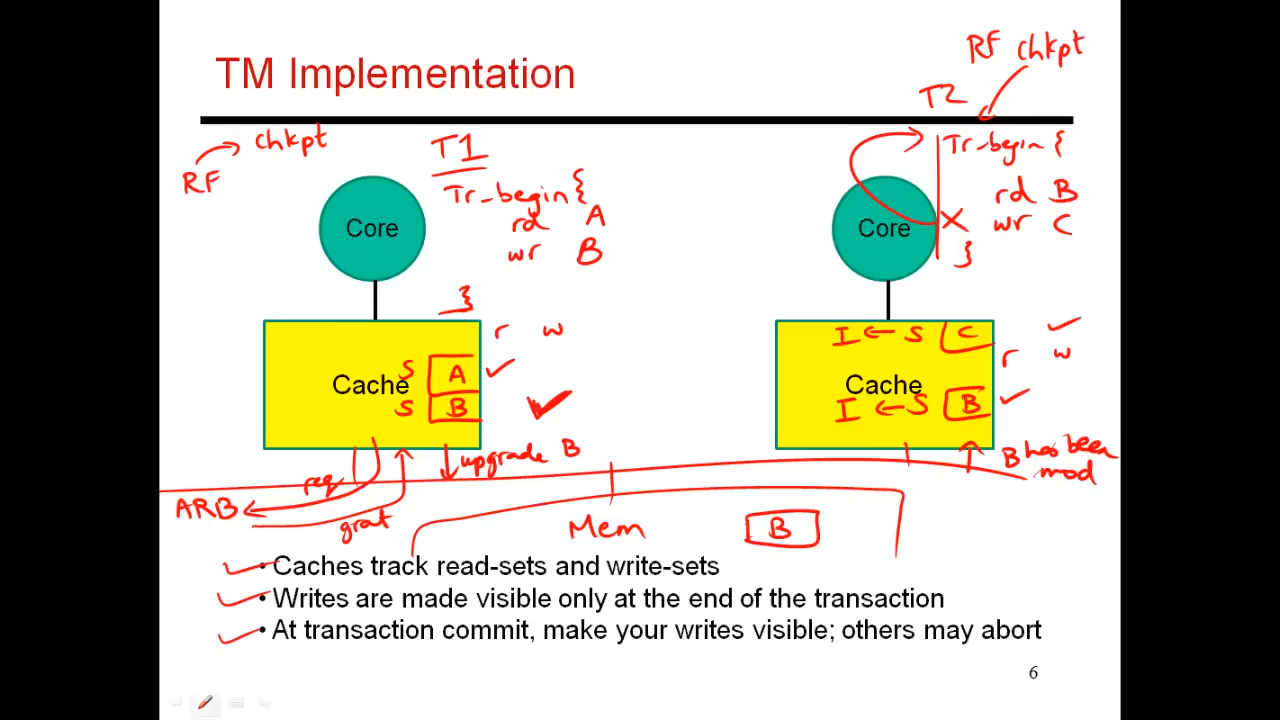 TM Implementation
RF chkpt
T2
RF chkpt
T1
Tr_begin {
rd A
wr B
}
Tr_begin {
rd B
wr C
}
Core
Core
r w
I ← S C
r w
S A
Cache
S B
Cache
I ← S B
upgrade B
B has been
mod
req
ARB
grant
Mem
B
• Caches track read-sets and write-sets
• Writes are made visible only at the end of the transaction
• At transaction commit, make your writes visible; others may abort
6